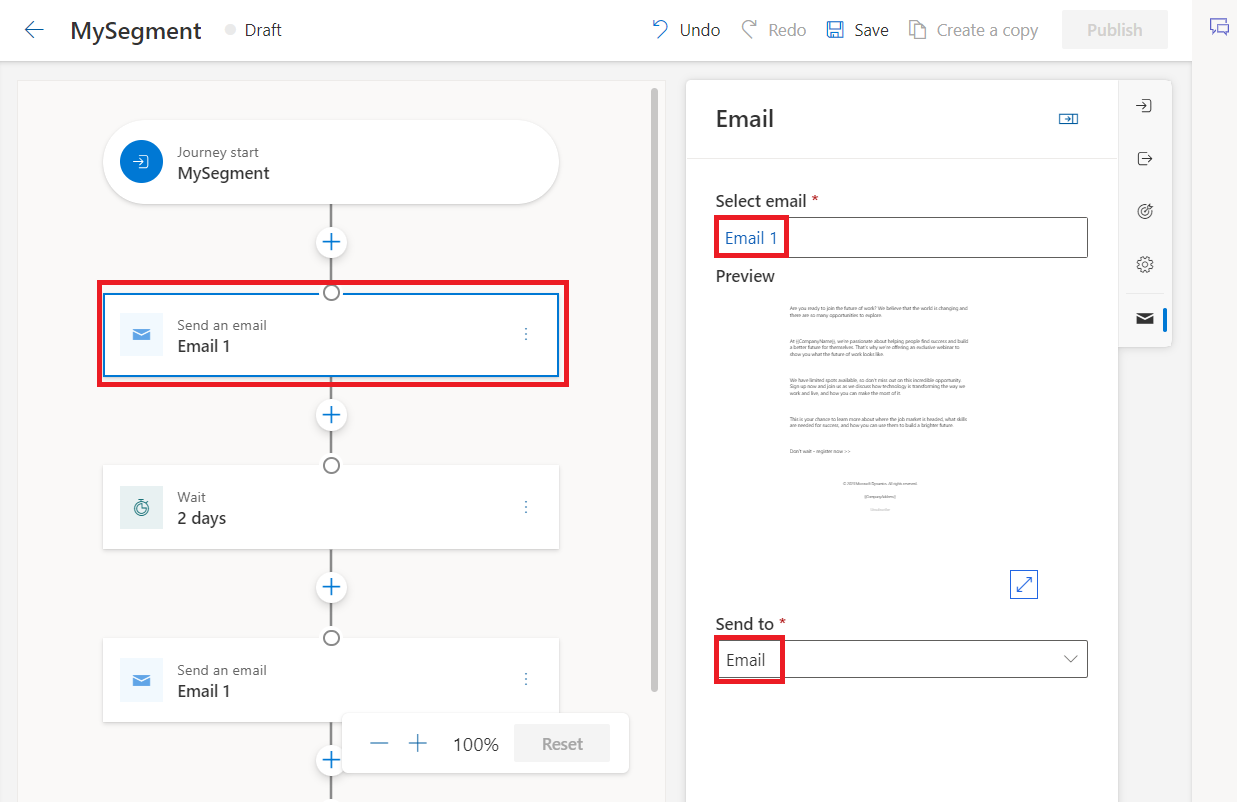 MySegment
Draft
Undo
Redo
Save
Create a copy
Publish
Journey start
MySegment
Send an email
Email 1
Wait
2 days
Send an email
Email 1
100%
Reset
Email
Select email *
Email 1
Preview
Are you ready to join the future of work? We believe that the world is changing and
there are so many opportunities to explore.
At {{CompanyName}}, we're passionate about helping people find success and build
a better future for themselves. That's why we're offering an exclusive webinar to
show you what the future of work looks like.
We have limited spots available, so don't miss out on this incredible opportunity.
Sign up now and join us as we discuss how technology is transforming the way we
work and live, and how you can make the most of it.
This is your chance to learn more about where the job market is headed, what skills
are needed for success, and how you can use them to build a brighter future.
Don't wait - register now >>
Microsoft Dynamics. All rights reserved.
Send to *
Email